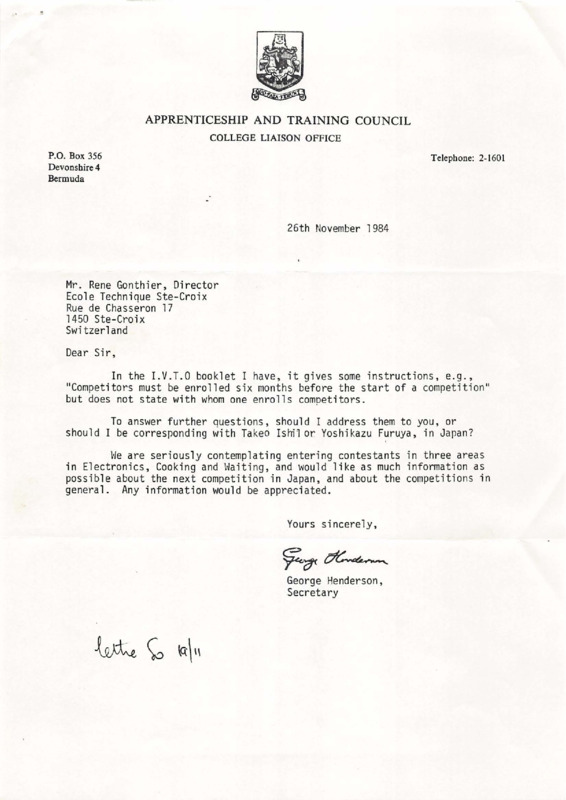 APPRENTICESHIP AND TRAINING COUNCIL
COLLEGE LIAISON OFFICE
P.O. Box 356
Devonshire 4
Bermuda
Telephone: 2-1601
26th November 1984
Mr. Rene Gonthier, Director
Ecole Technique Ste-Croix
Rue de Chasseron 17
1450 Ste-Croix
Switzerland
Dear Sir,
In the I.V.T.O booklet I have, it gives some instructions, e.g.,
"Competitors must be enrolled six months before the start of a competition"
but does not state with whom one enrolls competitors.
To answer further questions, should I address them to you, or
should I be corresponding with Takeo Ishil or Yoshikazu Furuya, in Japan?
We are seriously contemplating entering contestants in three areas
in Electronics, Cooking and Waiting, and would like as much information as
possible about the next competition in Japan, and about the competitions in
general. Any information would be appreciated.
Yours sincerely,
George Henderson
George Henderson,
Secretary